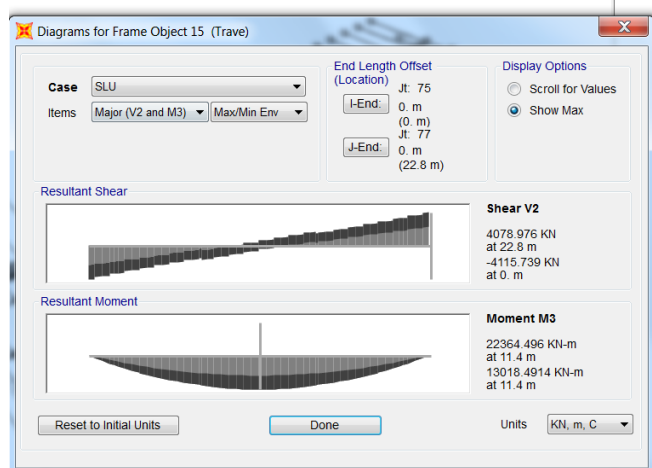 Diagrams for Frame Object 15 (Trave)
X
End Length Offset
(Location)
Display Options
Case
SLU
Items
Major (V2 and M3)
Max/Min Env
I-End:
Jt: 75
0. m
(0. m)
J-End:
Jt: 77
0. m
(22.8 m)
Scroll for Values
Show Max
Resultant Shear
Shear V2
4078.976 KN
at 22.8 m
-4115.739 KN
at 0. m
Resultant Moment
Moment M3
22364.496 KN-m
at 11.4 m
13018.4914 KN-m
at 11.4 m
Reset to Initial Units
Done
Units
KN, m, C